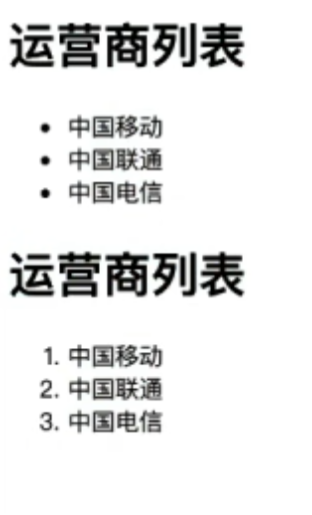 运营商列表
• 中国移动
• 中国联通
• 中国电信
运营商列表
1. 中国移动
2. 中国联通
3. 中国电信